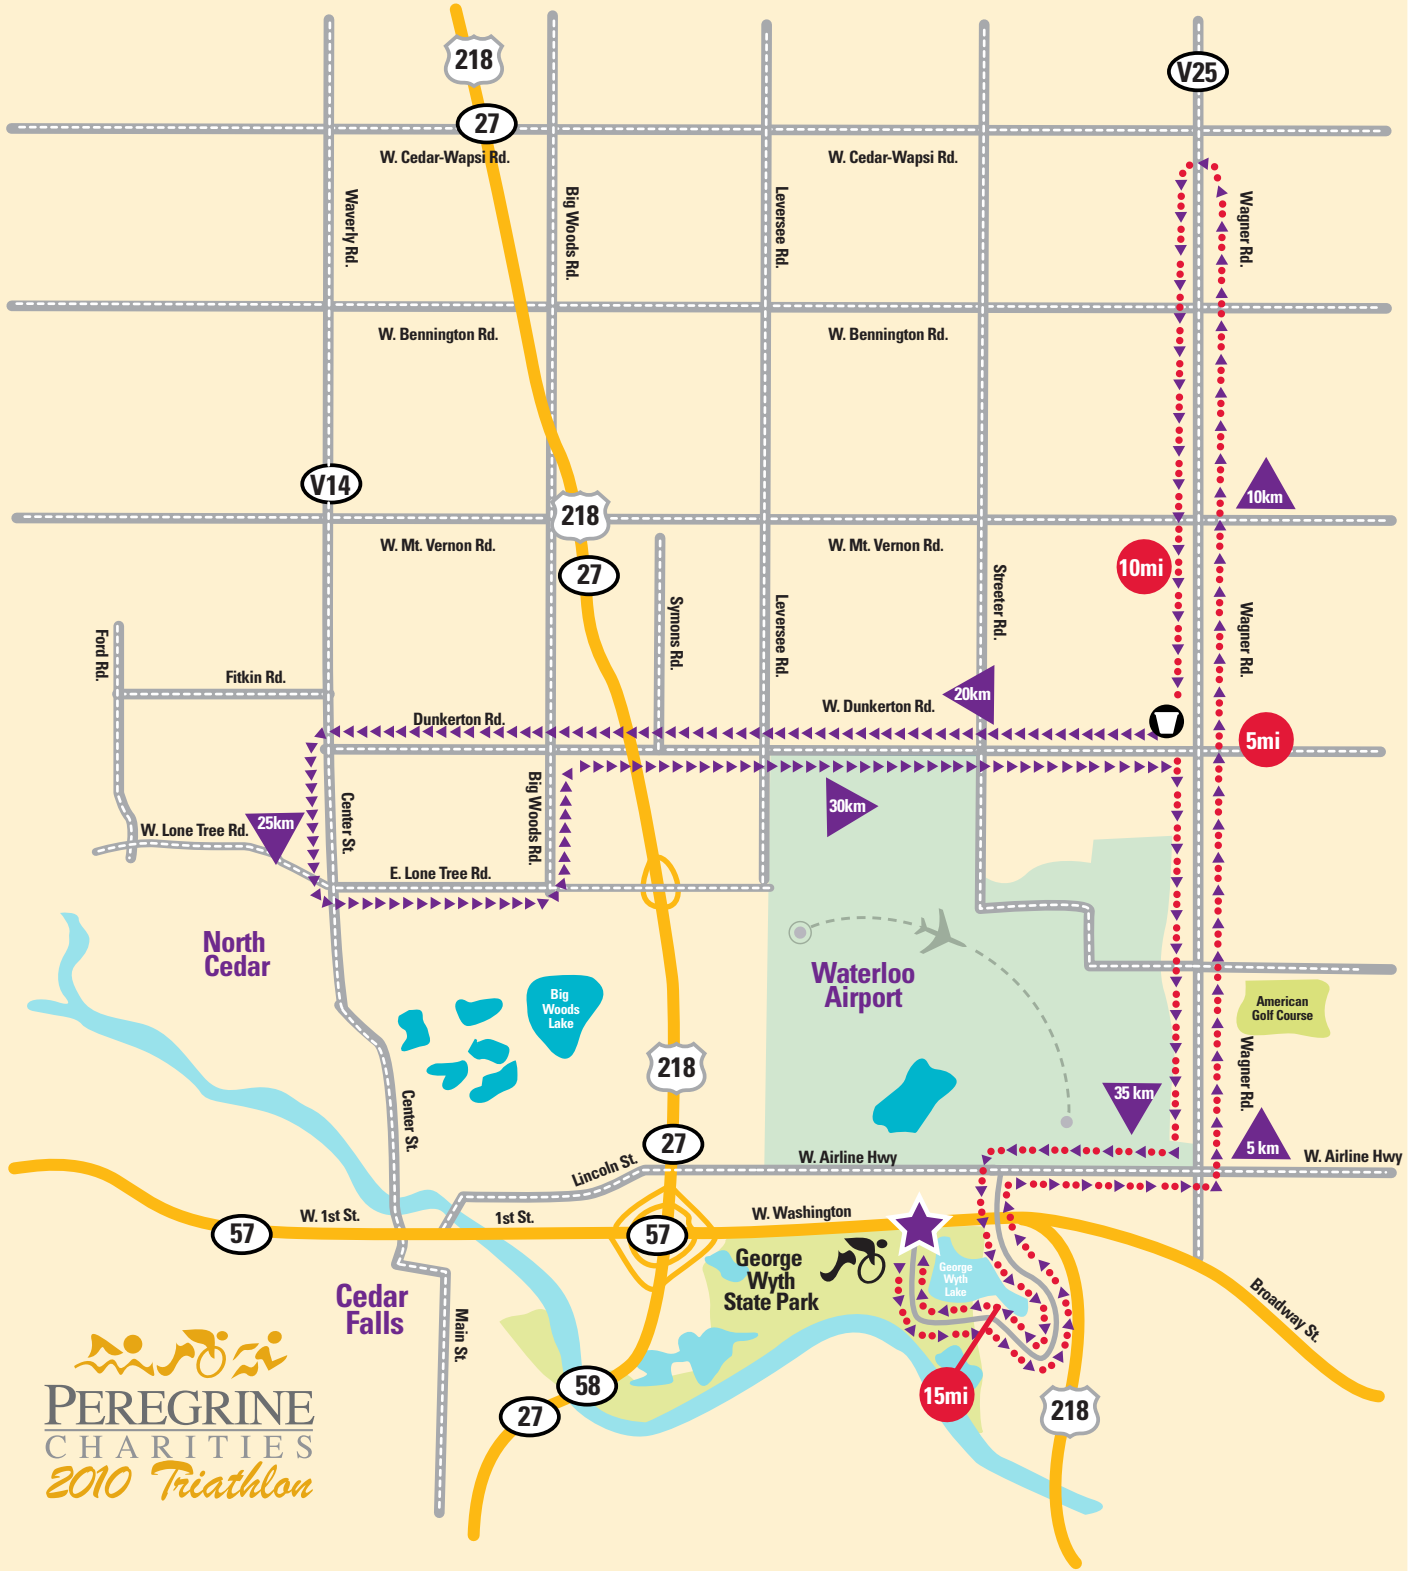 218
V25
27
W. Cedar-Wapsi Rd.
W. Cedar-Wapsi Rd.
Waverly Rd.
Big Woods Rd.
Leversee Rd.
Wagner Rd.
W. Bennington Rd.
W. Bennington Rd.
V14
10km
218
W. Mt. Vernon Rd.
W. Mt. Vernon Rd.
10mi
27
Streeter Rd.
Symons Rd.
Leversee Rd.
Wagner Rd.
Ford Rd.
Fitkin Rd.
20km
W. Dunkerton Rd.
Dunkerton Rd.
5mi
Big Woods Rd.
Center St.
30km
25km
W. Lone Tree Rd.
E. Lone Tree Rd.
North
Cedar
Waterloo
Airport
Big
Woods
Lake
American
Golf Course
218
Wagner Rd.
35 km
Center St.
27
5 km
Lincoln St.
W. Airline Hwy
W. Airline Hwy
W. 1st St.
1st St.
W. Washington
57
57
George
Wyth
State Park
George
Wyth
Lake
Cedar
Falls
Main St.
Broadway St.
58
27
15mi
218
PEREGRINE
CHARITIES
2010 Triathlon